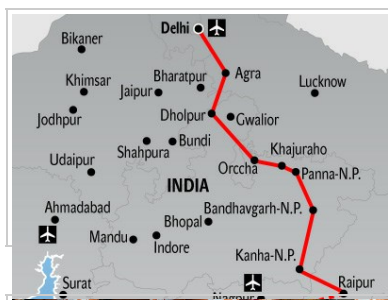 Delhi
Bikaner
Agra
Bharatpur
Khimsar
Jaipur
Lucknow
Jodhpur
Dholpur
Gwalior
Bundi
Shahpura
Khajuraho
Orccha
Udaipur
Panna-N.P.
INDIA
Ahmadabad
Bhopal
Bandhavgarh-N.P.
Mandu
Indore
Kanha-N.P.
Surat
Nagpur
Raipur